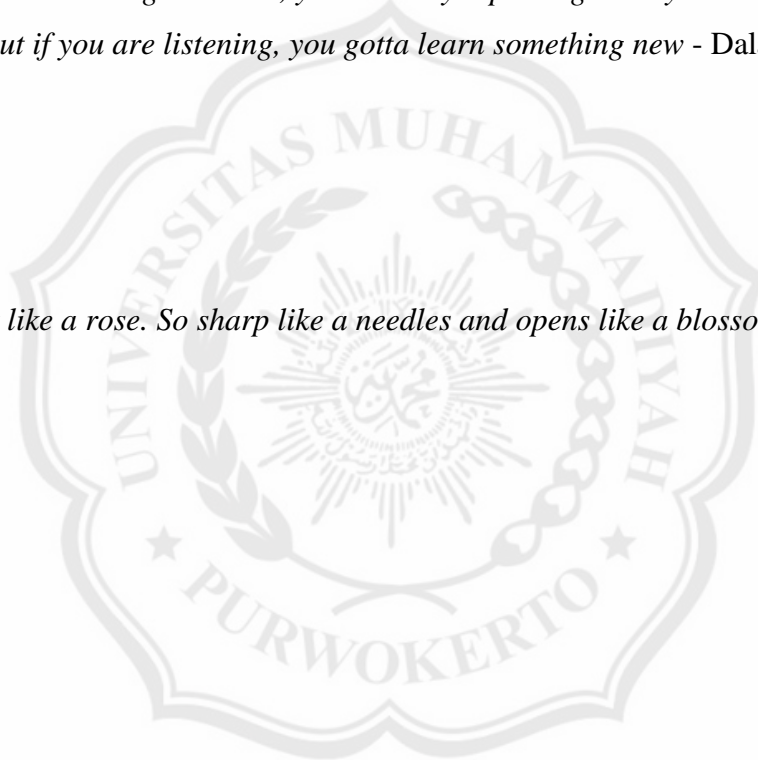 ut if you are listening, you gotta learn something new - Dal
UNIVERSITAS MUHAMMADIYAH
like a rose. So sharp like a needles and opens like a blosso
PURWOKERTO